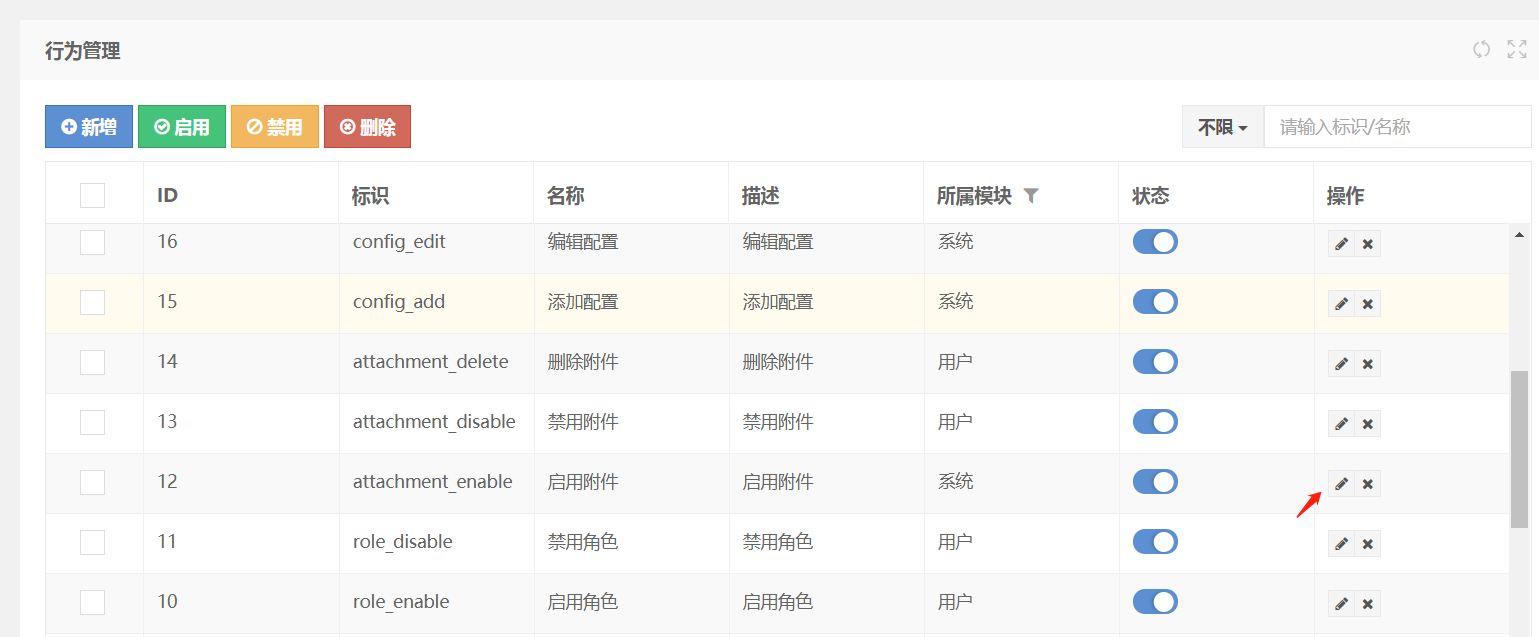 行为管理
新增 启用 禁用 删除 不限 请输入标识/名称
ID 标识 名称 描述 所属模块 状态 操作
16 config_edit 编辑配置 编辑配置 系统
15 config_add 添加配置 添加配置 系统
14 attachment_delete 删除附件 删除附件 用户
13 attachment_disable 禁用附件 禁用附件 用户
12 attachment_enable 启用附件 启用附件 系统
11 role_disable 禁用角色 禁用角色 用户
10 role_enable 启用角色 启用角色 用户